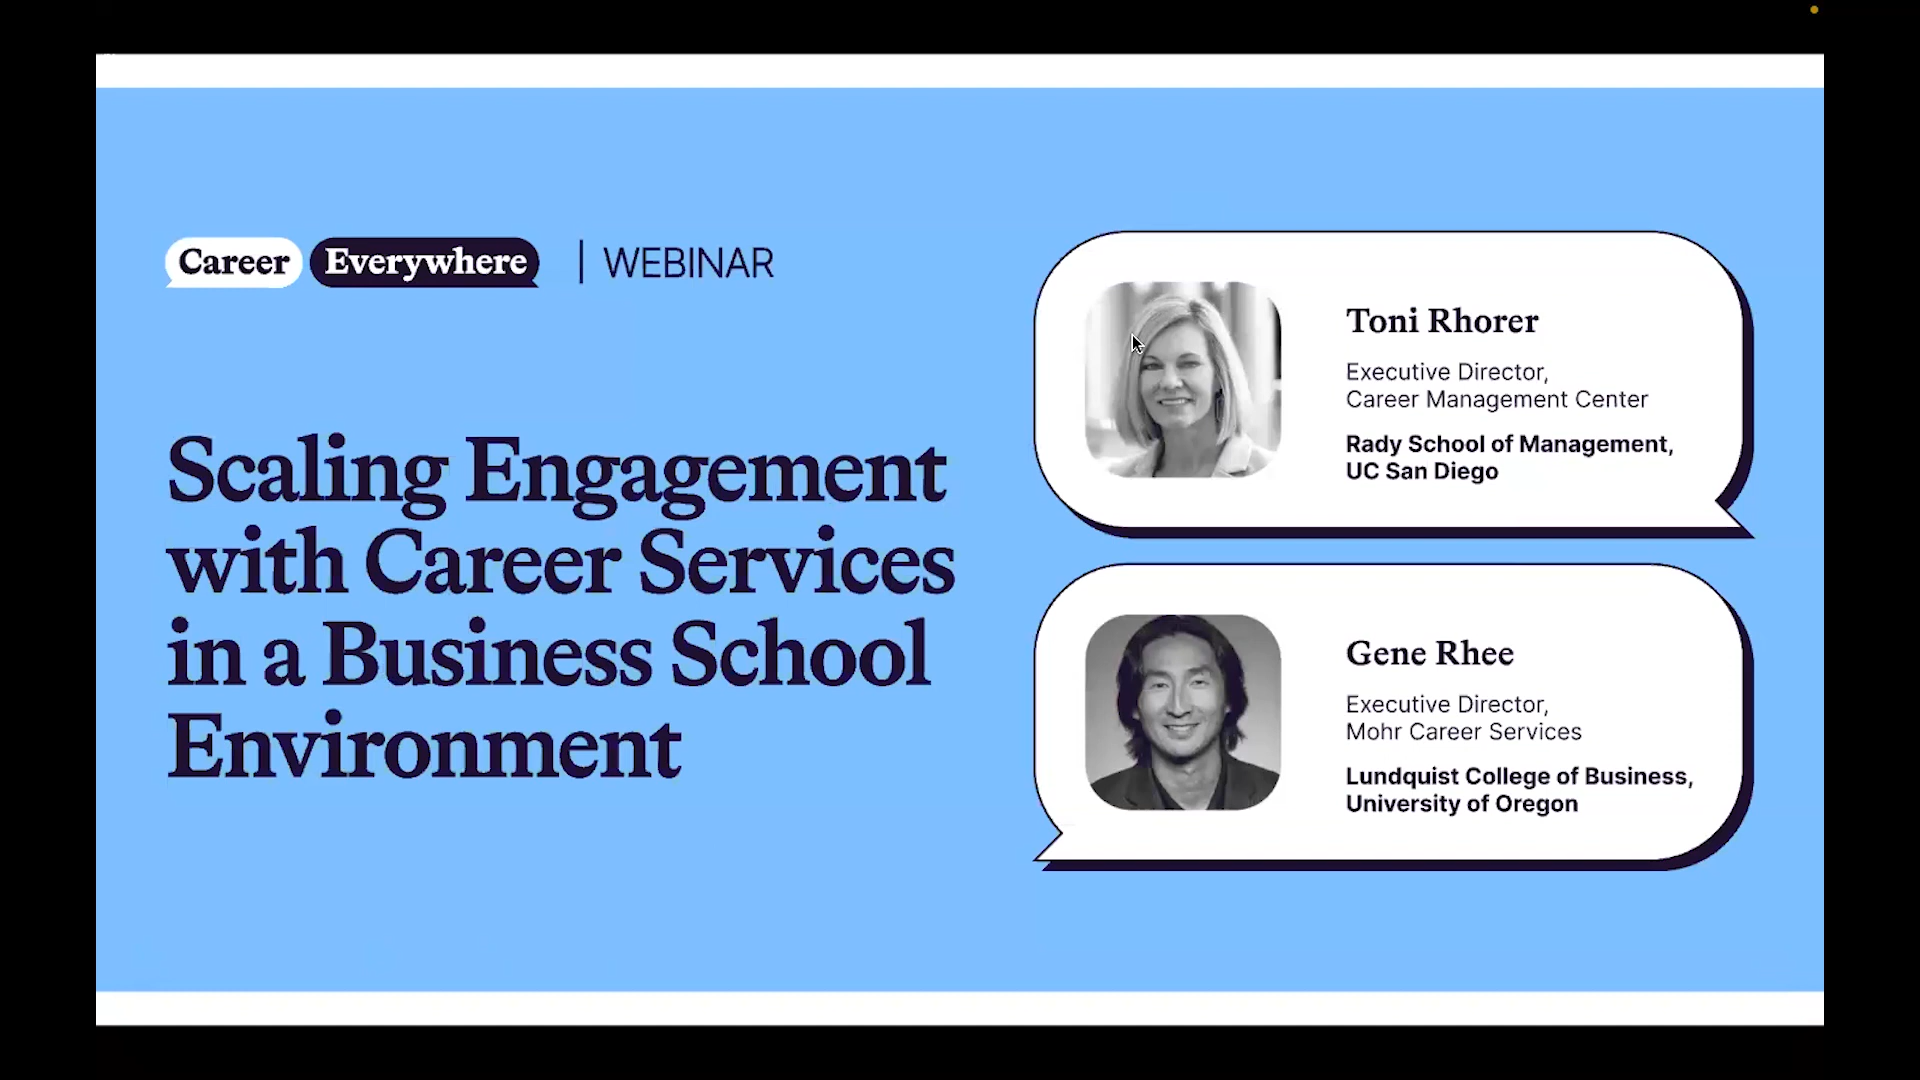 Career Everywhere | WEBINAR
Scaling Engagement
with Career Services
in a Business School
Environment
Toni Rhorer
Executive Director,
Career Management Center
Rady School of Management,
UC San Diego
Gene Rhee
Executive Director,
Mohr Career Services
Lundquist College of Business,
University of Oregon